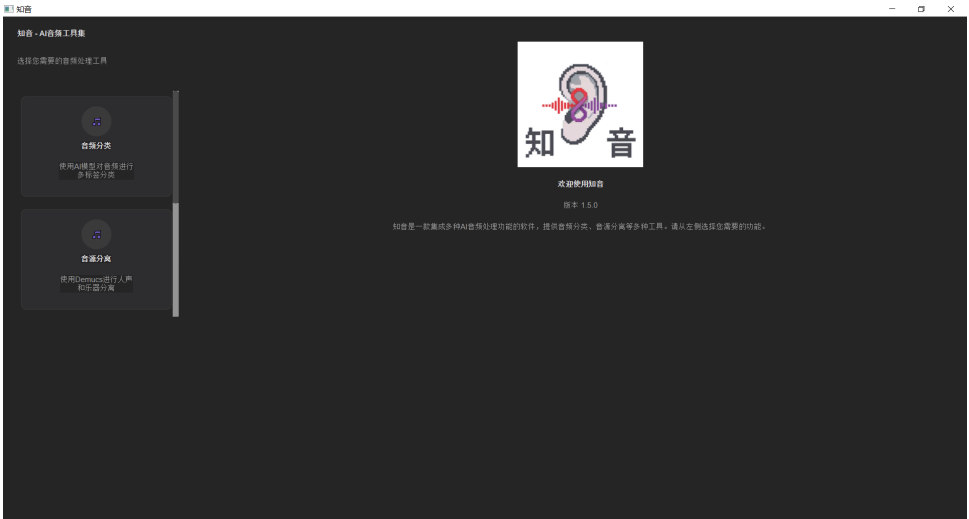 知音
知音 - AI音频工具集
选择您需要的音频处理工具
音频分类
使用AI模型对音频进行
多标签分类
音源分离
使用Demucs进行人声
和乐器分离
知 音
欢迎使用知音
版本 1.5.0
知音是一款集成多种AI音频处理功能的软件，提供音频分类、音源分离等多种工具。请从左侧选择您需要的功能。